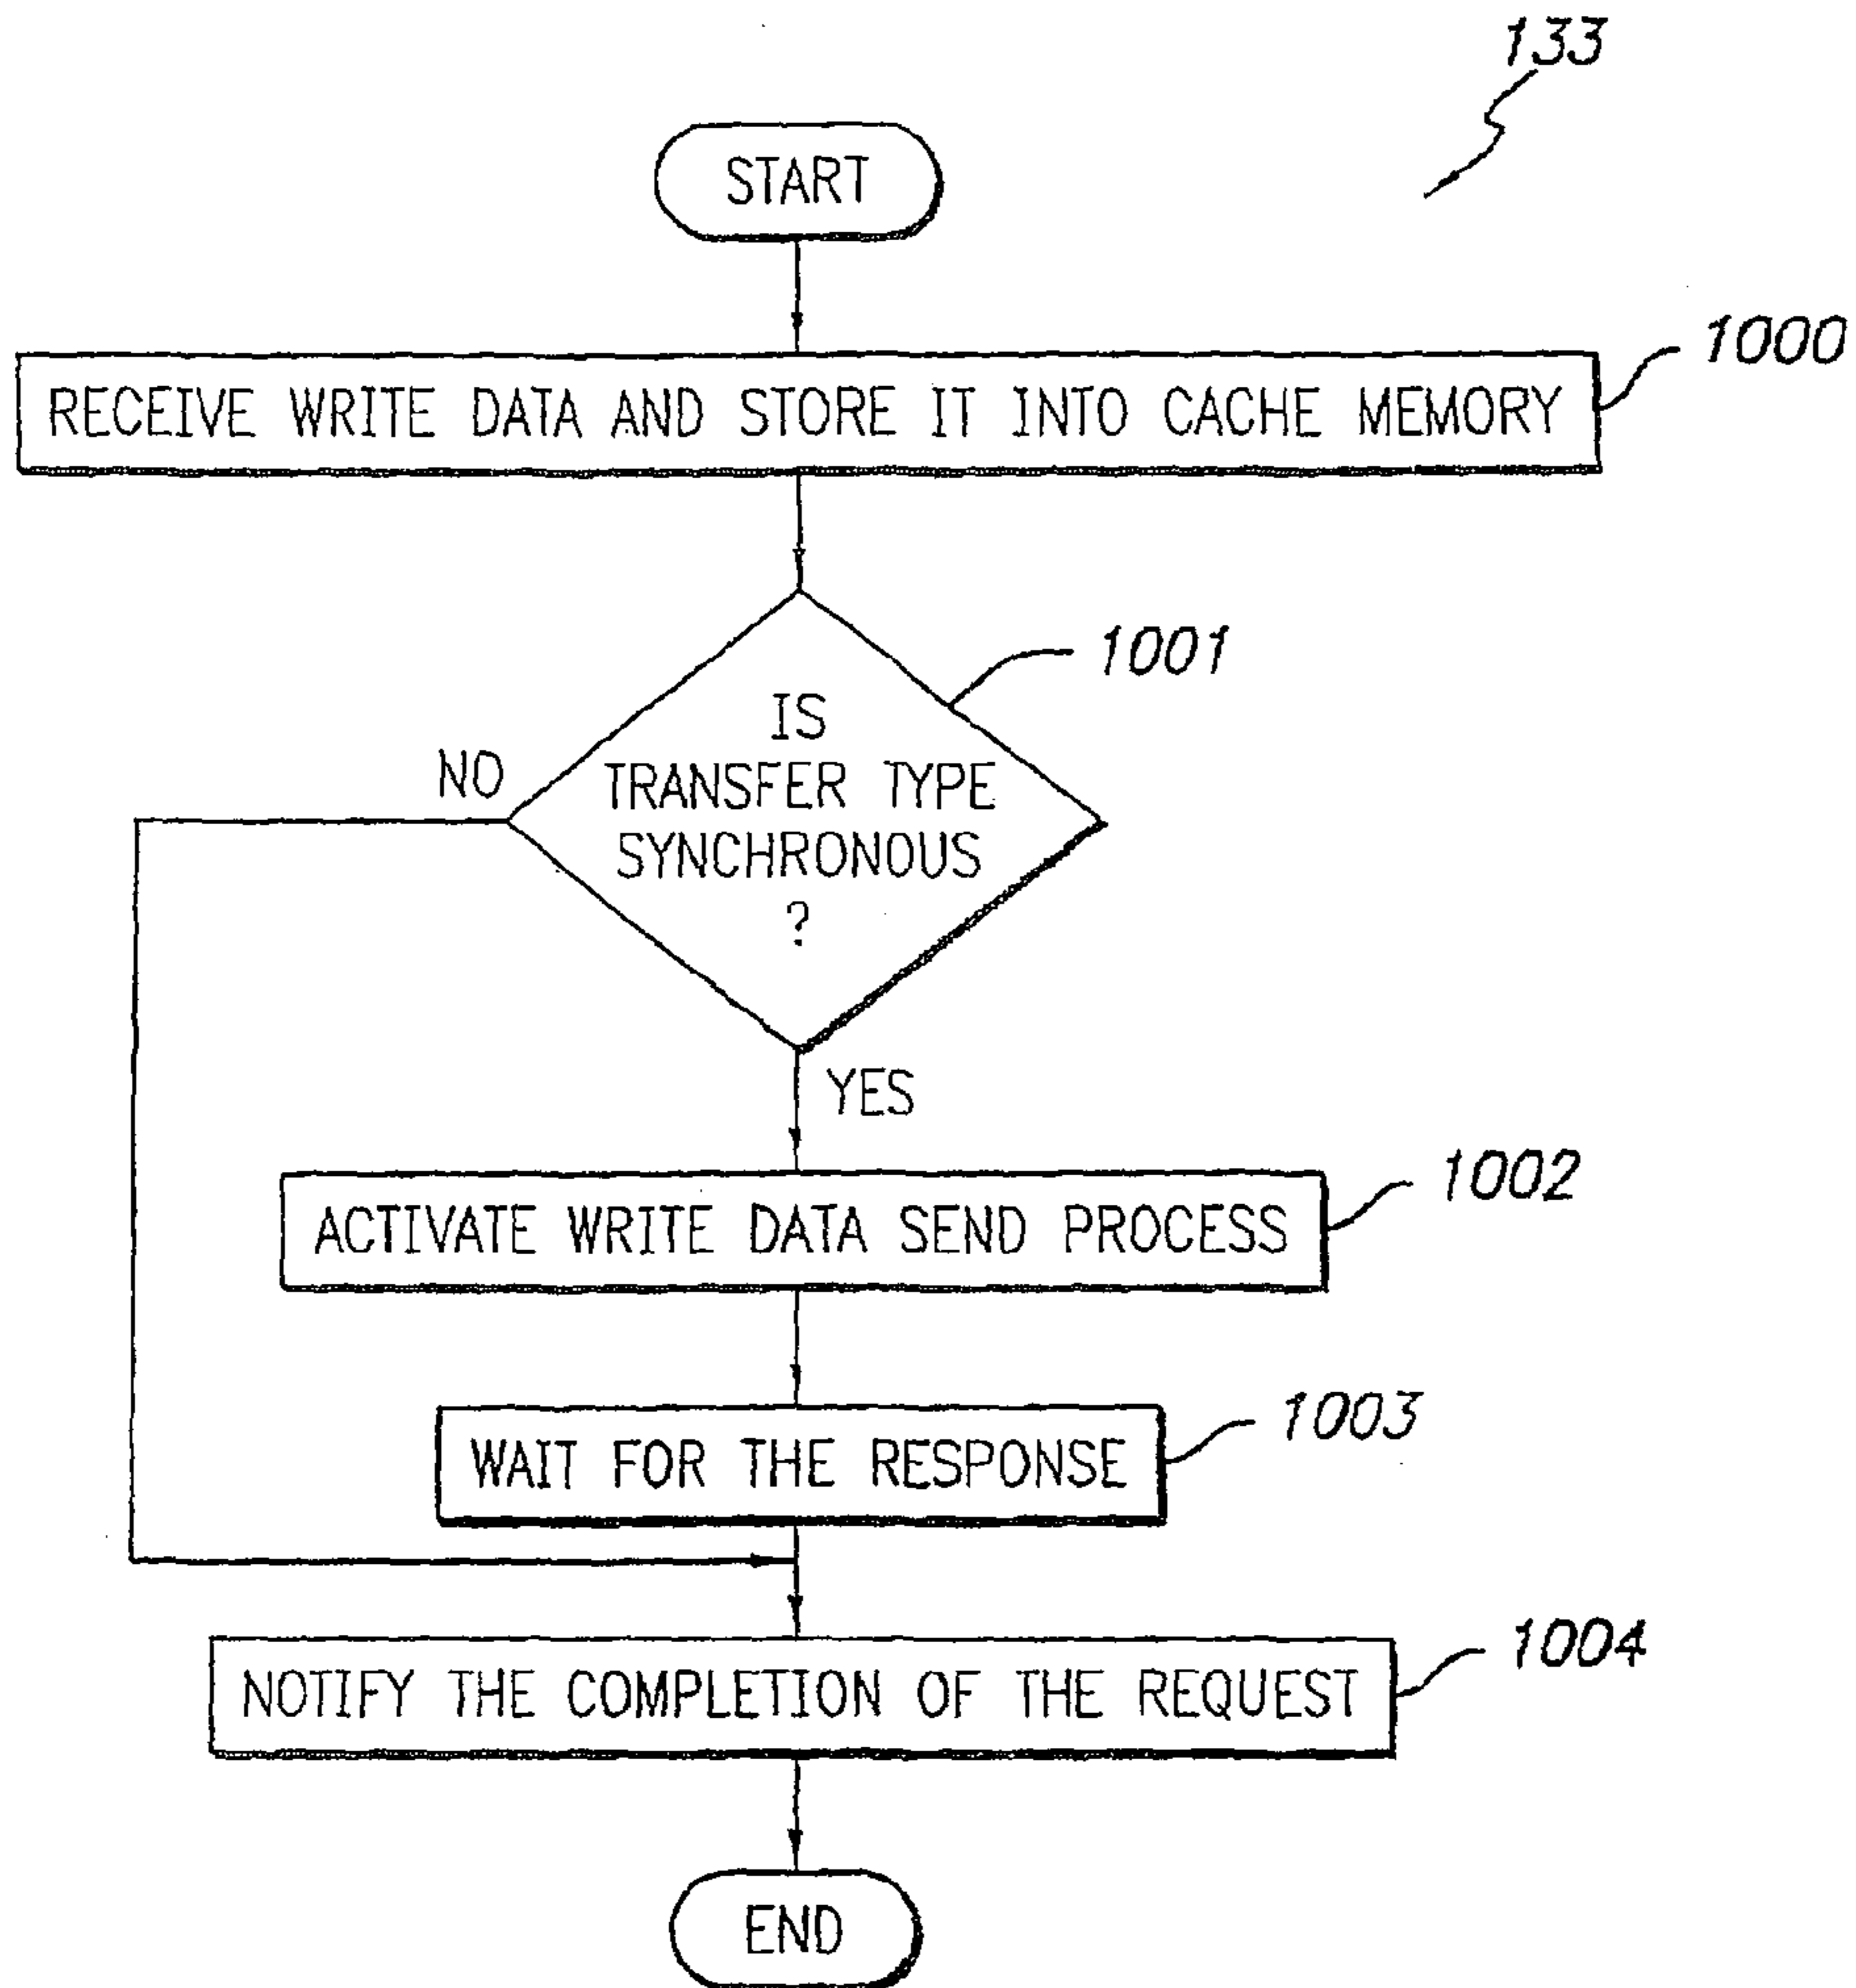 133
START
RECEIVE WRITE DATA AND STORE IT INTO CACHE MEMORY
1000
1001
IS
TRANSFER TYPE
SYNCHRONOUS
?
NO
YES
1002
ACTIVATE WRITE DATA SEND PROCESS
1003
WAIT FOR THE RESPONSE
1004
NOTIFY THE COMPLETION OF THE REQUEST
END